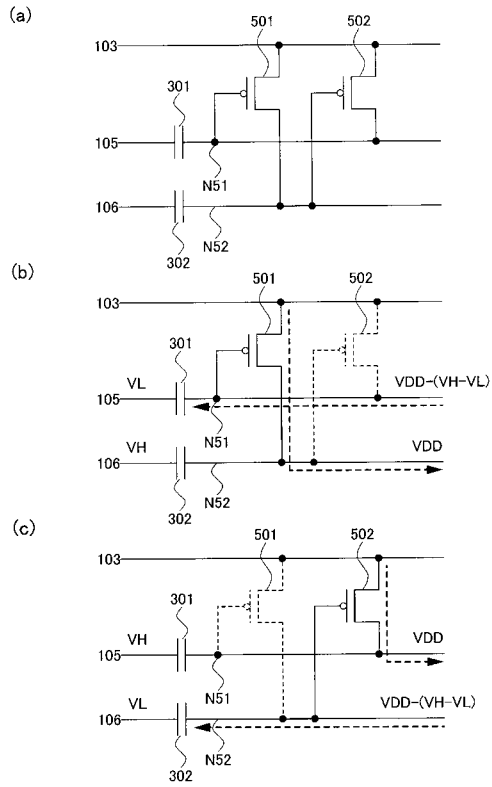 (a)
501
502
103
301
105
N51
106
N52
302
(b)
501
502
103
301
VL
VDD-(VH-VL)
105
N51
VH
VDD
106
N52
302
(c)
501
502
103
301
VH
VDD
105
N51
VL
VDD-(VH-VL)
106
N52
302